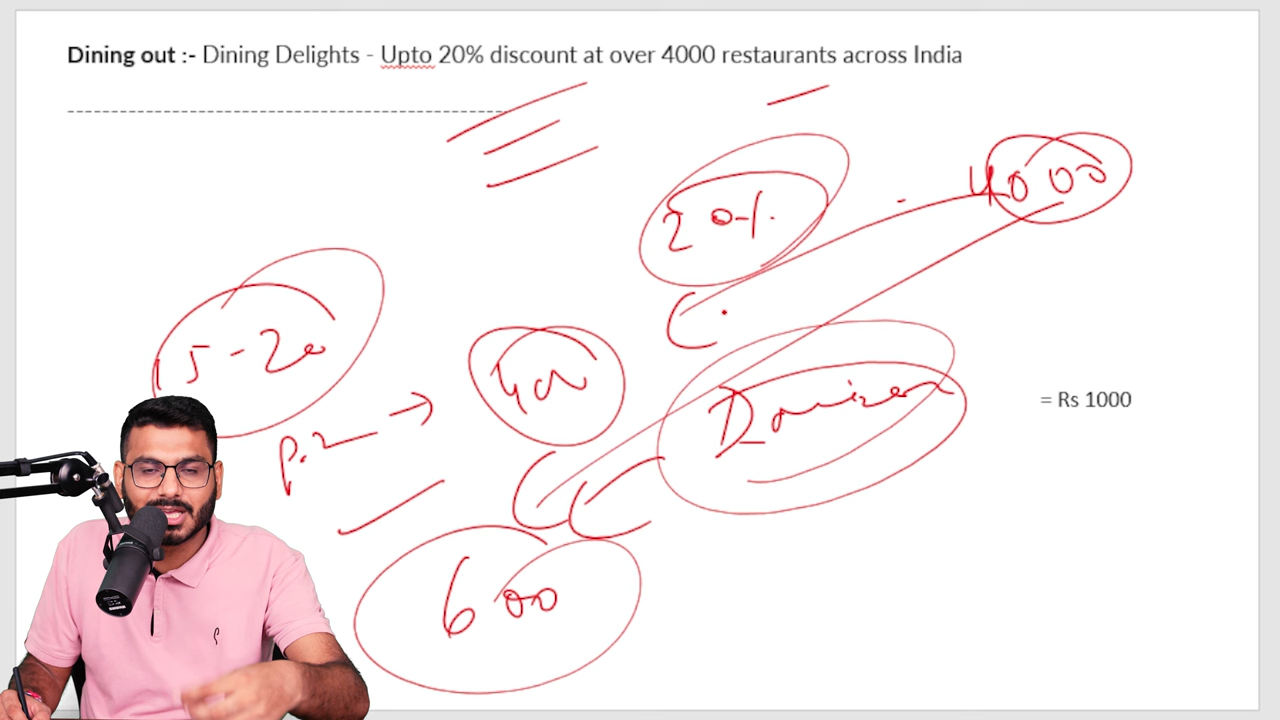 Dining out :- Dining Delights - Upto 20% discount at over 4000 restaurants across India
--------------------------------------------------
4000
20%
15-20
= Rs 1000
600